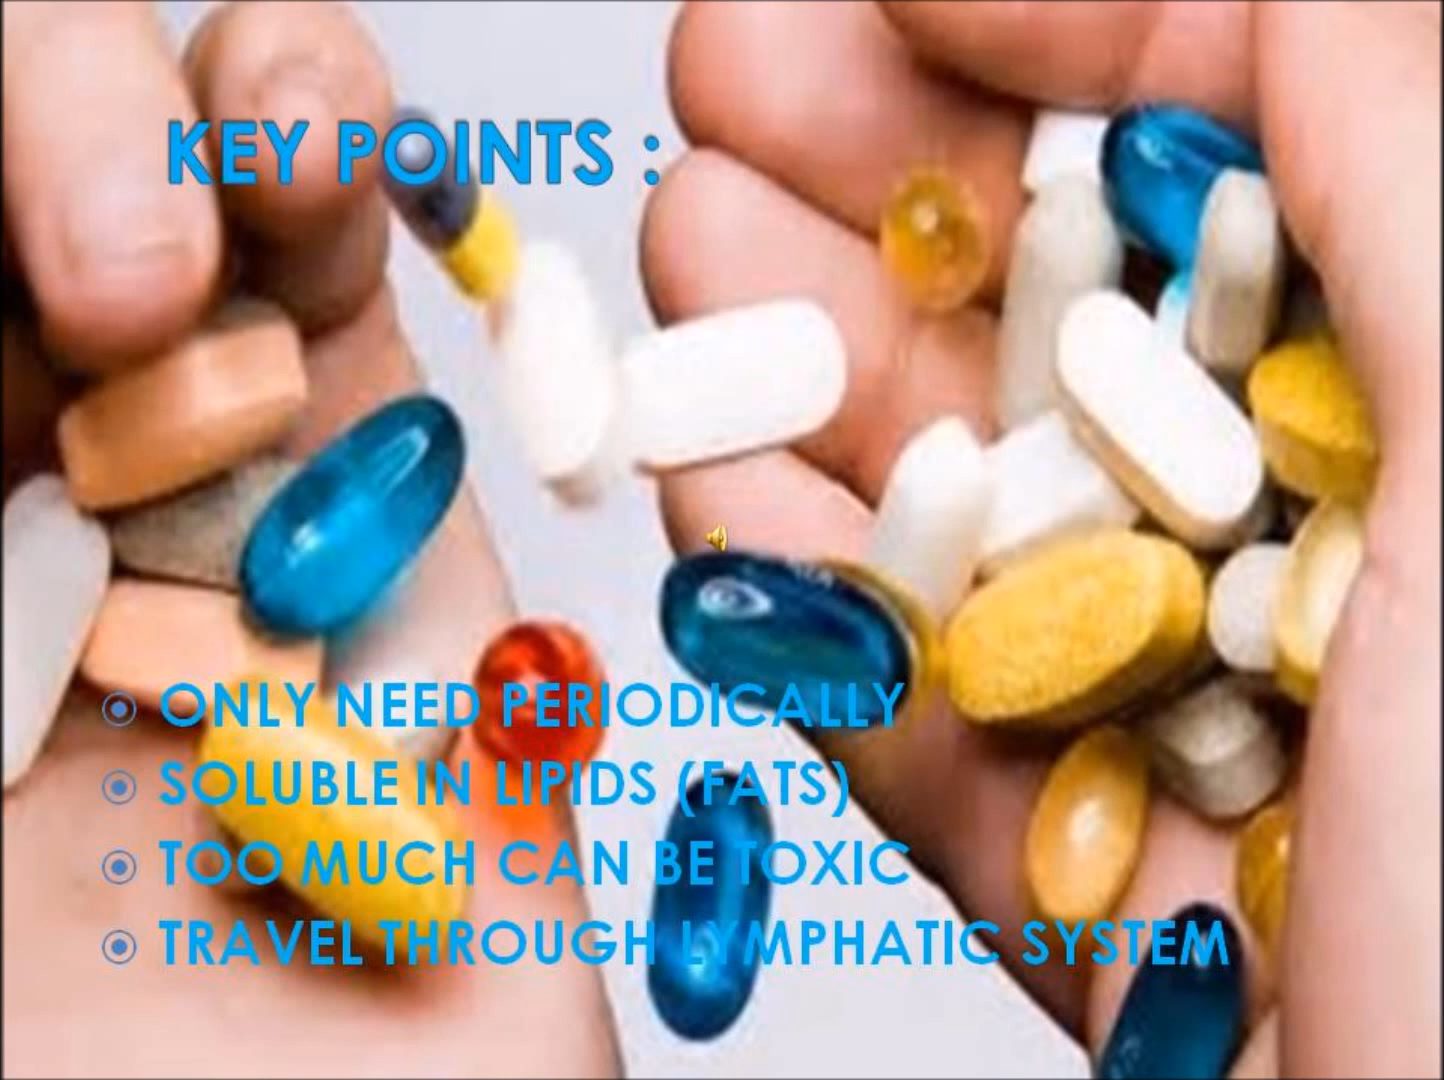 KEY POINTS :
ONLY NEED PERIODICALLY
SOLUBLE IN LIPIDS (FATS)
TOO MUCH CAN BE TOXIC
TRAVEL THROUGH LYMPHATIC SYSTEM